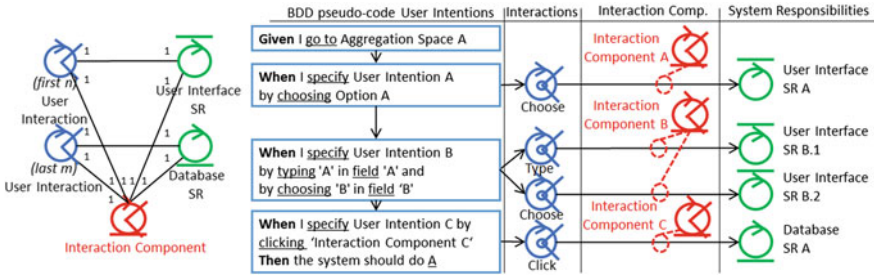 BDD pseudo-code User Intentions
Interactions
Interaction Comp.
System Responsibilities
1
1
1
1
(first n)
User
Interaction
User Interface
SR
1
1
1
1
(last m)
User Interaction
Database
SR
1
1 1
1
Interaction Component
Given I go to Aggregation Space A
When I specify User Intention A
by choosing Option A
When I specify User Intention B
by typing 'A' in field 'A' and
by choosing 'B' in field 'B'
When I specify User Intention C by
clicking 'Interaction Component C'
Then the system should do A
Choose
Type
Choose
Click
Interaction
Component A
Interaction
Component B
Interaction
Component C
User Interface
SR A
User Interface
SR B.1
User Interface
SR B.2
Database
SR A